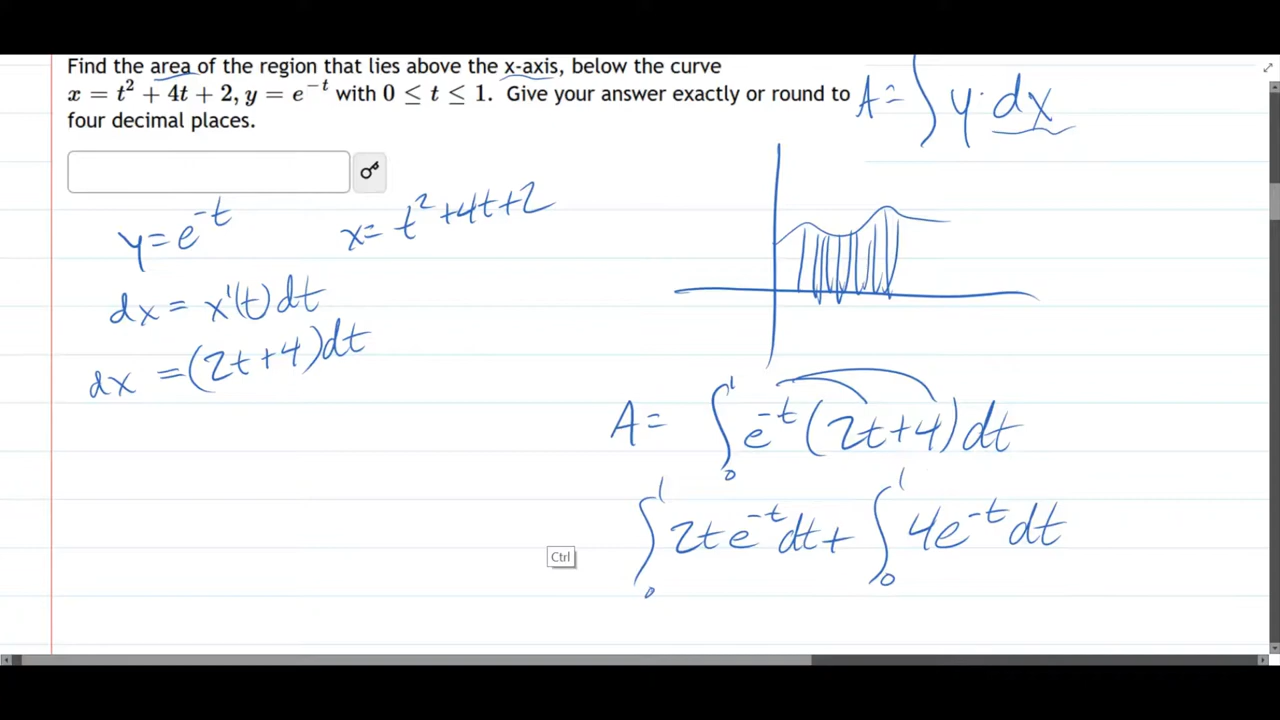 Find the area of the region that lies above the x-axis, below the curve
x = t² + 4t + 2, y = e⁻ᵗ with 0 ≤ t ≤ 1. Give your answer exactly or round to
four decimal places.
A = ∫ y · dx
y = e⁻ᵗ
x = t² + 4t + 2
dx = x'(t) dt
dx = (2t + 4) dt
A = ∫₀¹ e⁻ᵗ (2t + 4) dt
∫₀¹ 2t e⁻ᵗ dt + ∫₀¹ 4e⁻ᵗ dt
Ctrl